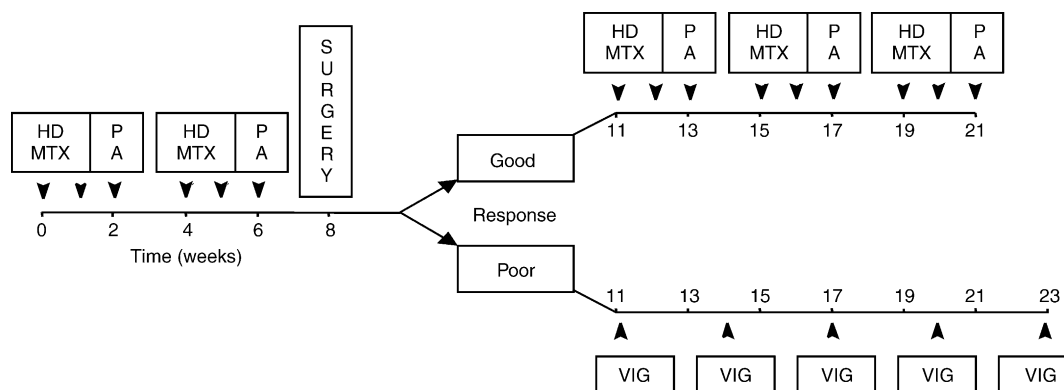 HD MTX P A HD MTX P A
S U R G E R Y
0 2 4 6 8
Time (weeks)
Response
Good
HD MTX P A HD MTX P A HD MTX P A
11 13 15 17 19 21
Poor
11 13 15 17 19 21 23
VIG VIG VIG VIG VIG